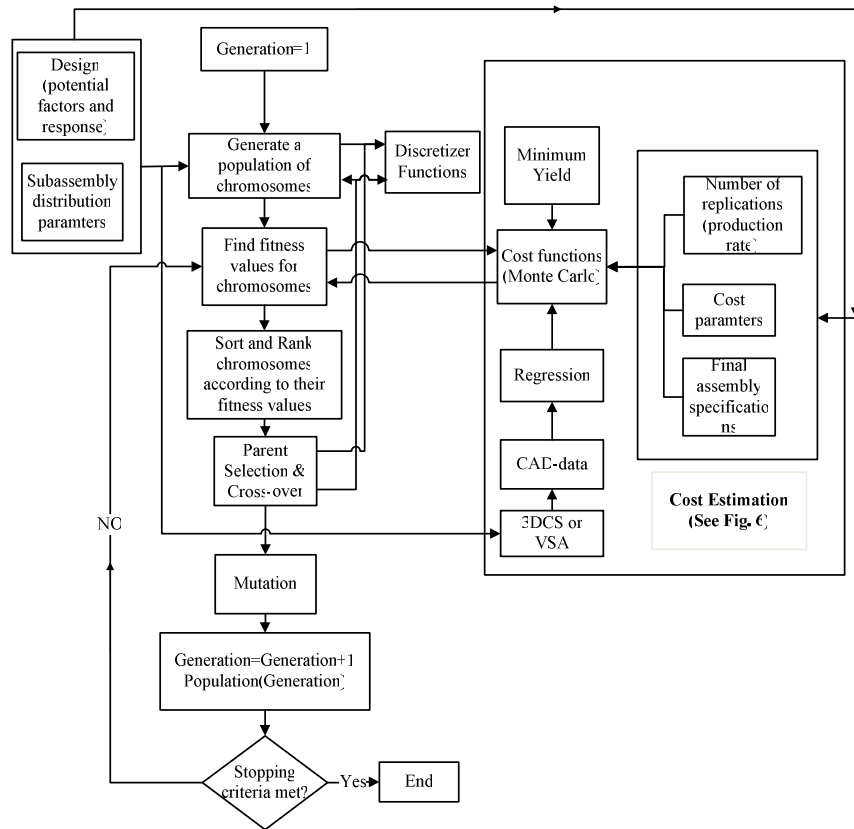 Generation=1
Design
(potential
factors and
response)
Subassembly
distribution
paramters
Generate a
population of
chromosomes
Discretizer
Functions
Find fitness
values for
chromosomes
Sort and Rank
chromosomes
according to their
fitness values
Parent
Selection &
Cross-over
Mutation
Generation=Generation+1
Population(Generation)
Stopping
criteria met?
Yes
End
NO
Minimum
Yield
Cost functions
(Monte Carlo)
Regression
CAD-data
3DCS or
VSA
Number of
replications
(production
rate)
Cost
paramters
Final
assembly
specificatio
ns
Cost Estimation
(See Fig. 6)